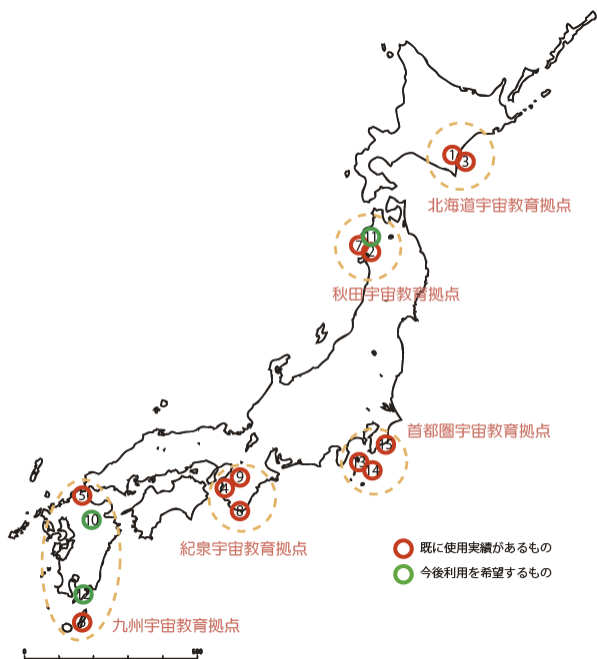 1
3
北海道宇宙教育拠点
11
7
2
秋田宇宙教育拠点
首都圏宇宙教育拠点
15
13
14
9
4
8
紀泉宇宙教育拠点
5
10
12
6
九州宇宙教育拠点
既に使用実績があるもの
今後利用を希望するもの
0
500